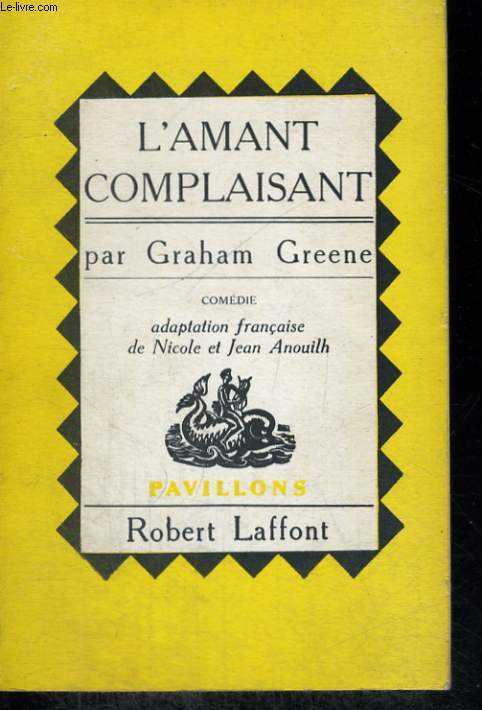 Le-livre.com
L'AMANT
COMPLAISANT
par Graham Greene
COMÉDIE
adaptation française
de Nicole et Jean Anouilh
PAVILLONS
Robert Laffont